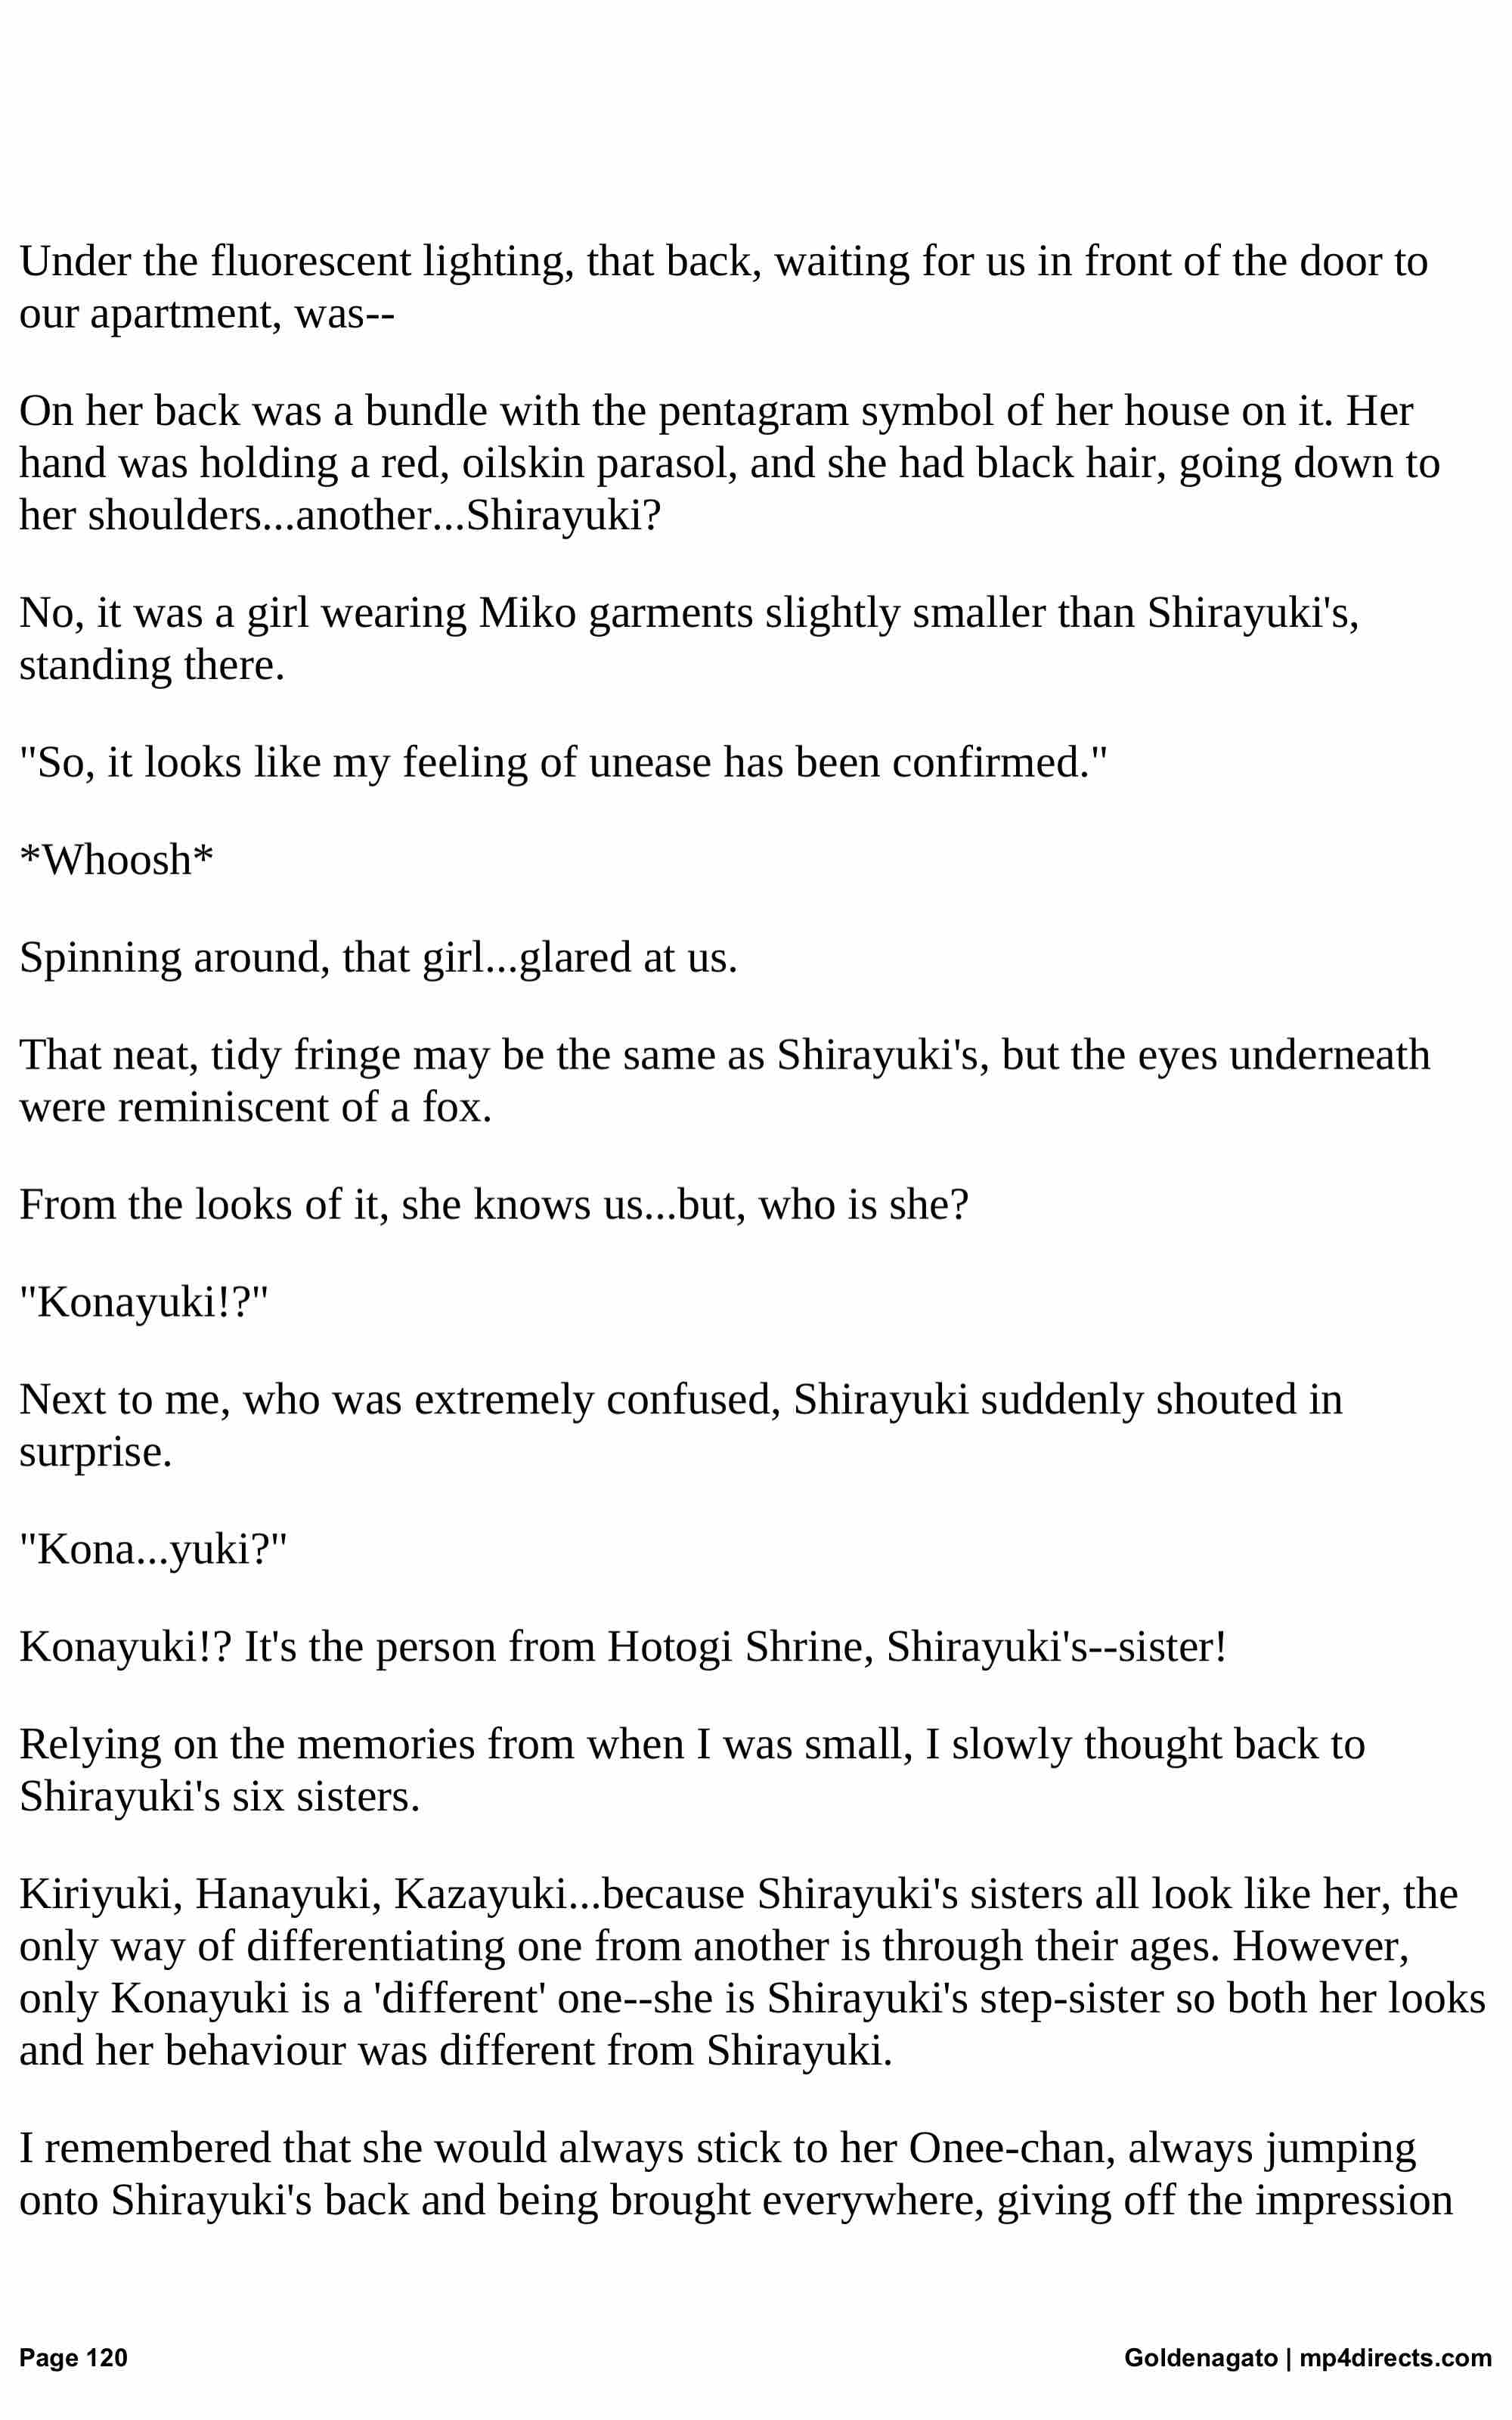 Under the fluorescent lighting, that back, waiting for us in front of the door to
our apartment, was--
On her back was a bundle with the pentagram symbol of her house on it. Her
hand was holding a red, oilskin parasol, and she had black hair, going down to
her shoulders...another...Shirayuki?
No, it was a girl wearing Miko garments slightly smaller than Shirayuki's,
standing there.
"So, it looks like my feeling of unease has been confirmed."
*Whoosh*
Spinning around, that girl...glared at us.
That neat, tidy fringe may be the same as Shirayuki's, but the eyes underneath
were reminiscent of a fox.
From the looks of it, she knows us...but, who is she?
"Konayuki!?"
Next to me, who was extremely confused, Shirayuki suddenly shouted in
surprise.
"Kona...yuki?"
Konayuki!? It's the person from Hotogi Shrine, Shirayuki's--sister!
Relying on the memories from when I was small, I slowly thought back to
Shirayuki's six sisters.
Kiriyuki, Hanayuki, Kazayuki...because Shirayuki's sisters all look like her, the
only way of differentiating one from another is through their ages. However,
only Konayuki is a 'different' one--she is Shirayuki's step-sister so both her looks
and her behaviour was different from Shirayuki.
I remembered that she would always stick to her Onee-chan, always jumping
onto Shirayuki's back and being brought everywhere, giving off the impression
Page 120
Goldenagato | mp4directs.com